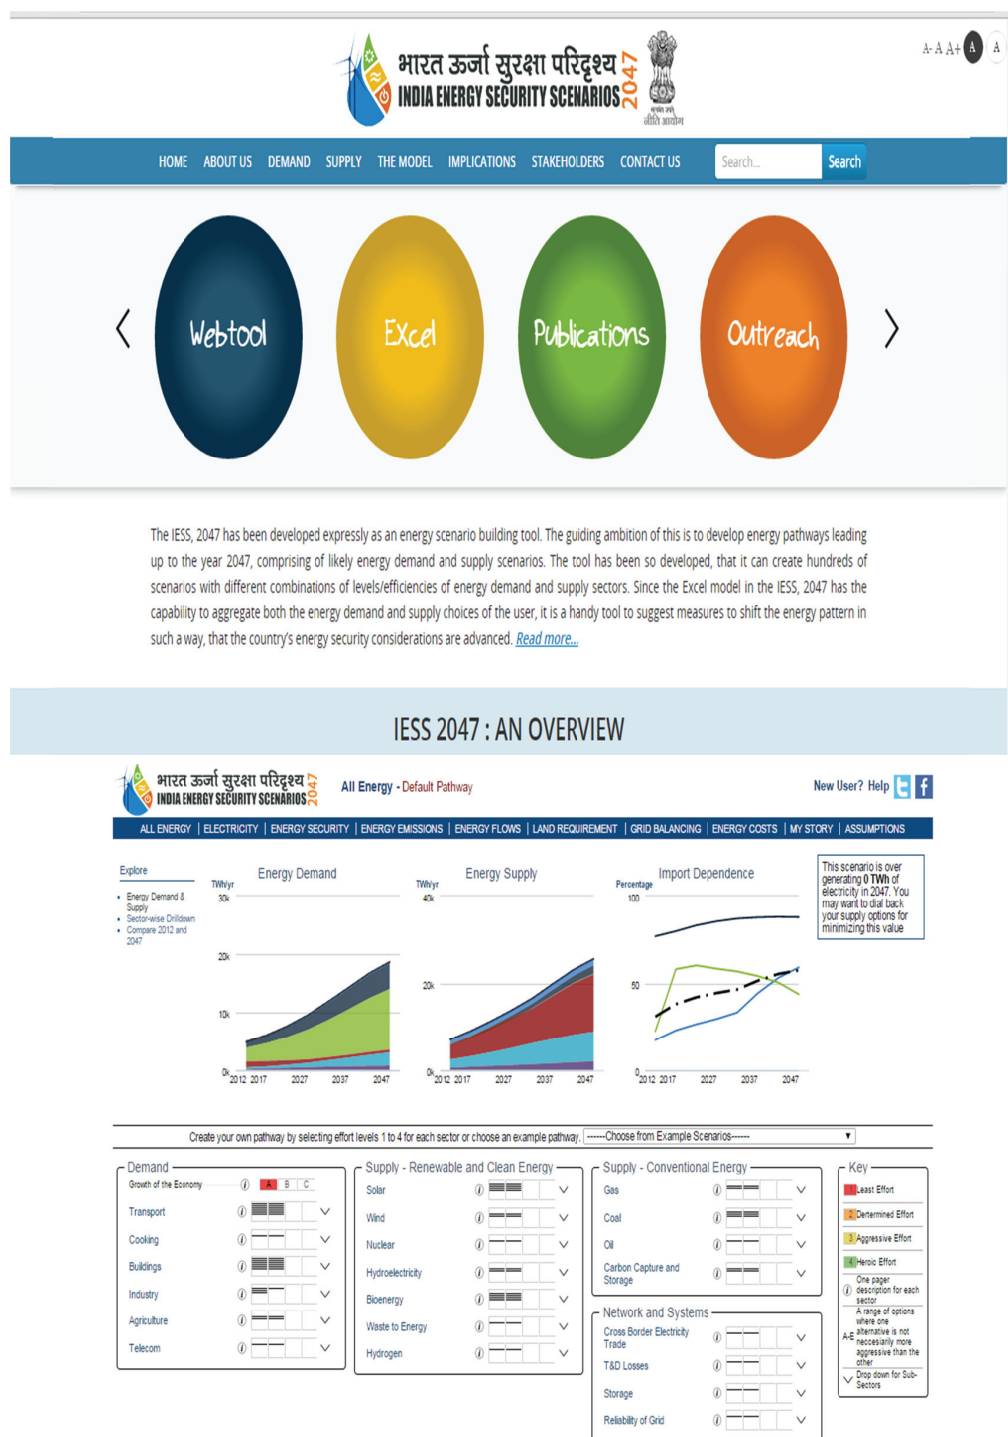 A- A A+ A A
भारत ऊर्जा सुरक्षा परिदृश्य
INDIA ENERGY SECURITY SCENARIOS 2047
सत्यमेव जयते
नीति आयोग
HOME ABOUT US DEMAND SUPPLY THE MODEL IMPLICATIONS STAKEHOLDERS CONTACT US Search... Search
Webtool Excel Publications Outreach
The IESS, 2047 has been developed expressly as an energy scenario building tool. The guiding ambition of this is to develop energy pathways leading
up to the year 2047, comprising of likely energy demand and supply scenarios. The tool has been so developed, that it can create hundreds of
scenarios with different combinations of levels/efficiencies of energy demand and supply sectors. Since the Excel model in the IESS, 2047 has the
capability to aggregate both the energy demand and supply choices of the user, it is a handy tool to suggest measures to shift the energy pattern in
such a way, that the country's energy security considerations are advanced. Read more...
IESS 2047 : AN OVERVIEW
भारत ऊर्जा सुरक्षा परिदृश्य
INDIA ENERGY SECURITY SCENARIOS 2047
All Energy - Default Pathway
New User? Help
ALL ENERGY | ELECTRICITY | ENERGY SECURITY | ENERGY EMISSIONS | ENERGY FLOWS | LAND REQUIREMENT | GRID BALANCING | ENERGY COSTS | MY STORY | ASSUMPTIONS
Explore
Energy Demand &
Supply
Sector-wise Drilldown
Compare 2012 and
2047
Energy Demand
TWh/yr
30k
20k
10k
0k
2012 2017 2027 2037 2047
Energy Supply
TWh/yr
40k
20k
0k
2012 2017 2027 2037 2047
Import Dependence
Percentage
100
50
0
2012 2017 2027 2037 2047
This scenario is over
generating 0 TWh of
electricity in 2047. You
may want to dial back
your supply options for
minimizing this value
Create your own pathway by selecting effort levels 1 to 4 for each sector or choose an example pathway. ------Choose from Example Scenarios------
Demand
Growth of the Economy i A B C
Transport i
Cooking i
Buildings i
Industry i
Agriculture i
Telecom i
Supply - Renewable and Clean Energy
Solar i
Wind i
Nuclear i
Hydroelectricity i
Bioenergy i
Waste to Energy i
Hydrogen i
Supply - Conventional Energy
Gas i
Coal i
Oil i
Carbon Capture and
Storage i
Network and Systems
Cross Border Electricity
Trade i
T&D Losses i
Storage i
Reliability of Grid i
Key
1 Least Effort
2 Dertermined Effort
3 Aggressive Effort
4 Heroic Effort
One pager
i description for each
sector
A range of options
where one
A-E alternative is not
neccesiarily more
aggressive than the
other
Drop down for Sub-
Sectors